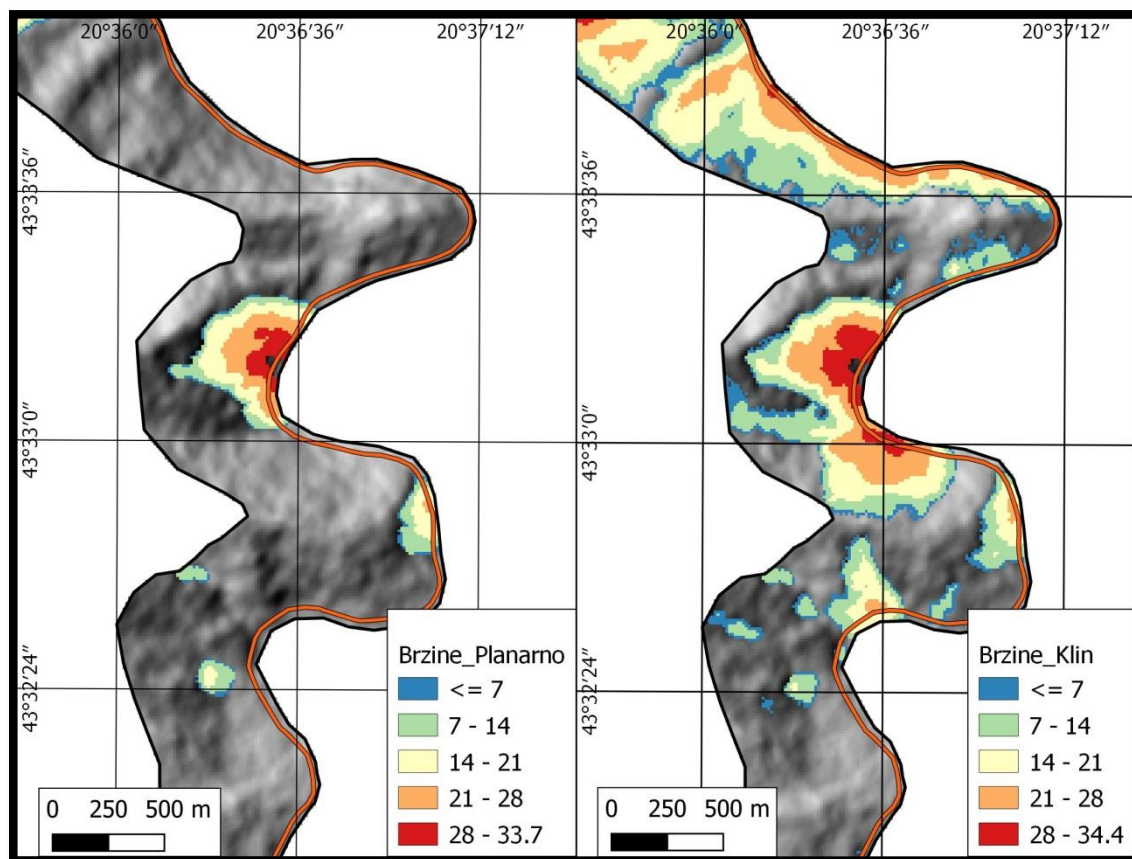 20°36′0″ 20°36′36″ 20°37′12″
43°33′36″
43°33′0″
43°32′24″
Brzine_Planarno
<= 7
7 - 14
14 - 21
21 - 28
28 - 33.7
0 250 500 m
20°36′0″ 20°36′36″ 20°37′12″
43°33′36″
43°33′0″
43°32′24″
Brzine_Klin
<= 7
7 - 14
14 - 21
21 - 28
28 - 34.4
0 250 500 m